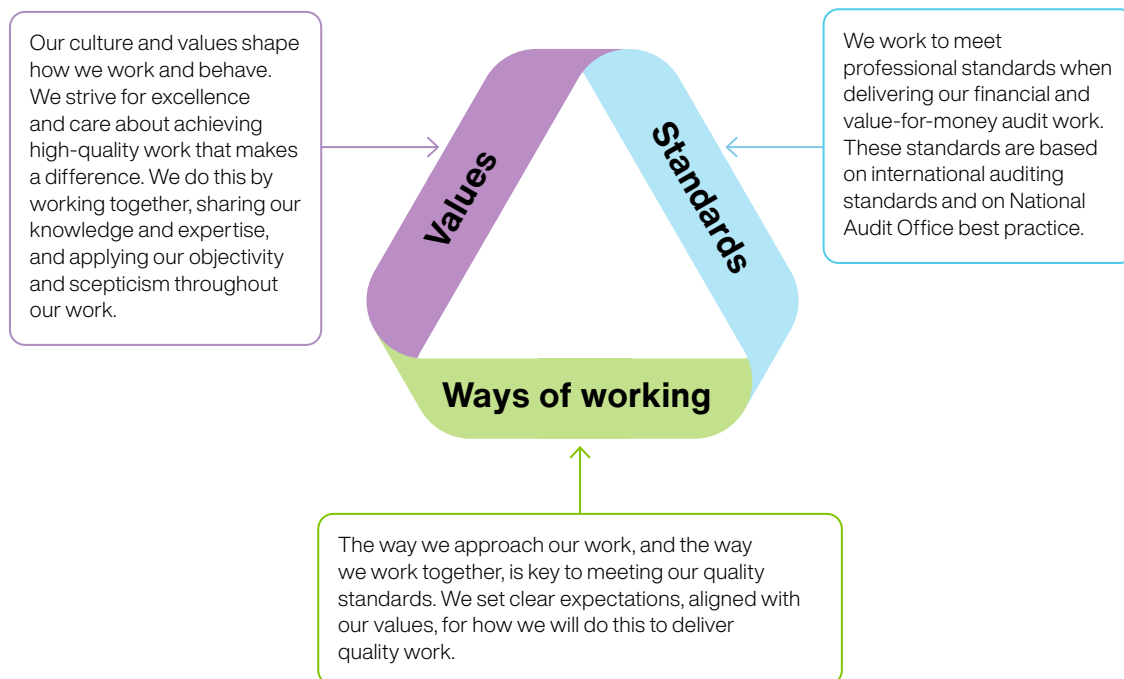 Our culture and values shape
how we work and behave.
We strive for excellence
and care about achieving
high-quality work that makes
a difference. We do this by
working together, sharing our
knowledge and expertise,
and applying our objectivity
and scepticism throughout
our work.
Values
Standards
We work to meet
professional standards when
delivering our financial and
value-for-money audit work.
These standards are based
on international auditing
standards and on National
Audit Office best practice.
Ways of working
The way we approach our work, and the way
we work together, is key to meeting our quality
standards. We set clear expectations, aligned with
our values, for how we will do this to deliver
quality work.